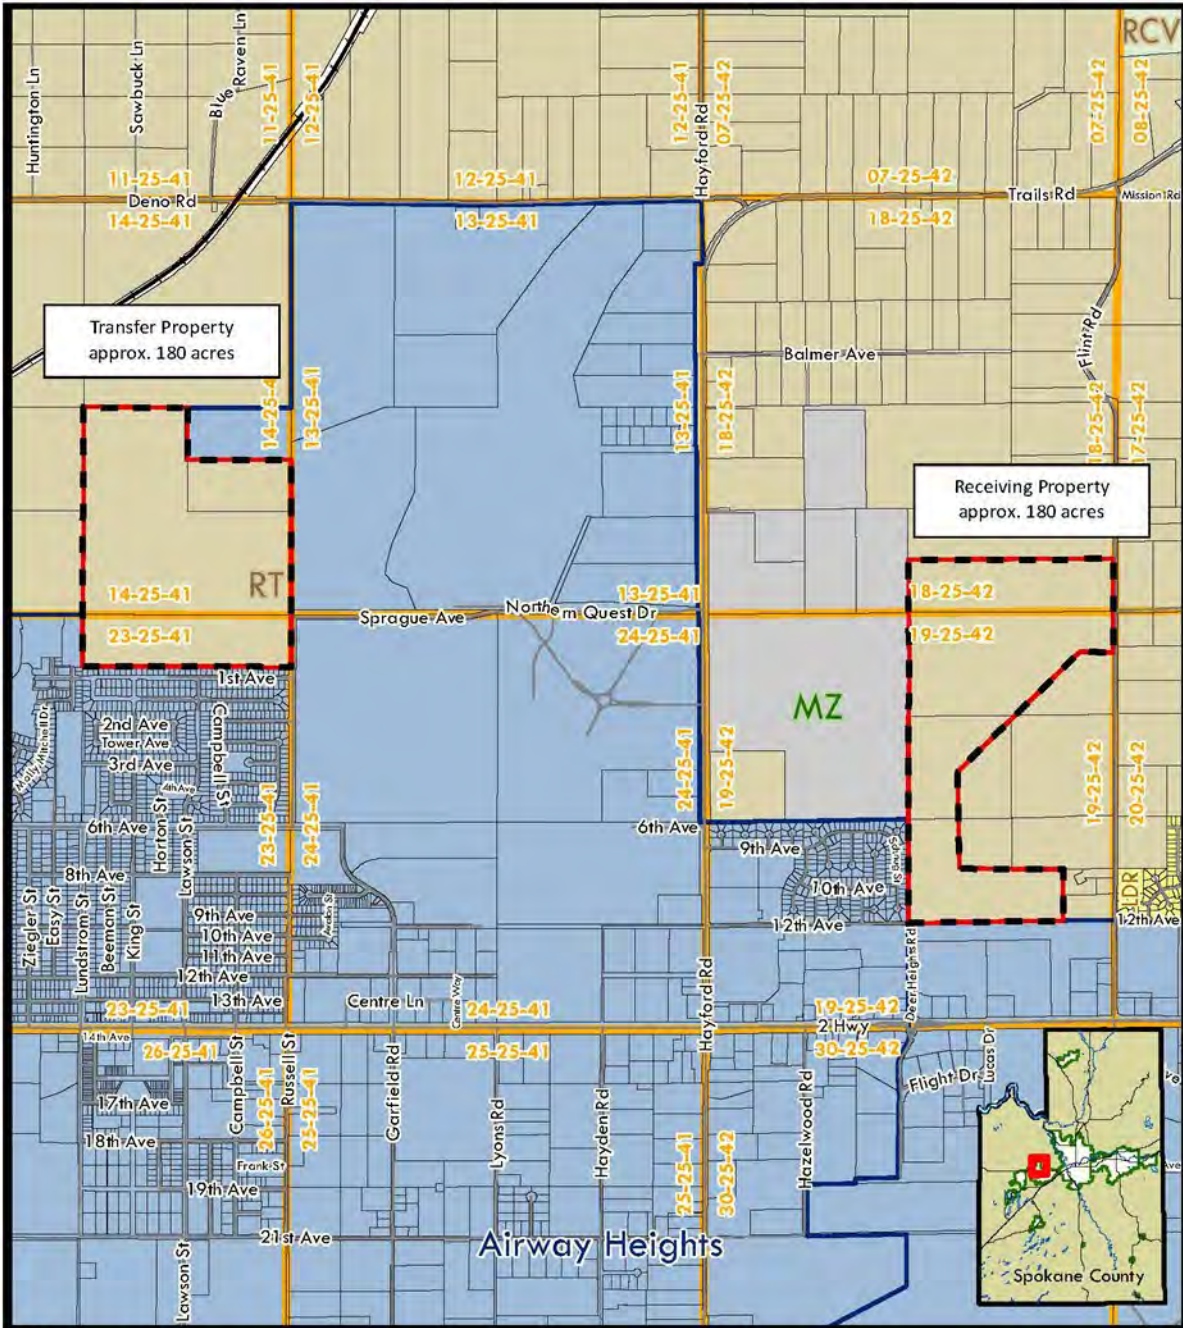 RCV
Huntington Ln
Sawbuck Ln
Blue Raven Ln
11-25-41
12-25-41
12-25-41
Hayford Rd
07-25-42
07-25-42
08-25-42
11-25-41
12-25-41
07-25-42
Deno Rd
Trails Rd
Mission Rd
14-25-41
13-25-41
18-25-42
Transfer Property
approx. 180 acres
Flint Rd
Balmer Ave
13-25-41
13-25-41
18-25-42
18-25-42
17-25-42
Receiving Property
approx. 180 acres
RT
14-25-41
13-25-41
18-25-42
Sprague Ave
Northern Quest Dr
23-25-41
24-25-41
19-25-42
1st Ave
MZ
Molly Mitchell Dr
2nd Ave
Tower Ave
3rd Ave
4th Ave
Campbell St
Horton St
Lawson St
24-25-41
19-25-42
19-25-42
20-25-42
6th Ave
23-25-41
24-25-41
6th Ave
9th Ave
8th Ave
10th Ave
LDR
Ziegler St
Easy St
Lundstrom St
Beeman St
King St
9th Ave
10th Ave
11th Ave
12th Ave
12th Ave
12th Ave
13th Ave
Centre Ln
Centre Way
Hayford Rd
Deer Heights Rd
23-25-41
24-25-41
19-25-42
2 Hwy
14th Ave
26-25-41
25-25-41
30-25-42
Campbell St
Russell St
Garfield Rd
Lyons Rd
Hayden Rd
Hazelwood Rd
Flight Dr
Lucas Dr
17th Ave
18th Ave
26-25-41
25-25-41
25-25-41
30-25-42
Frank St
19th Ave
21st Ave
Lawson St
Airway Heights
Spokane County